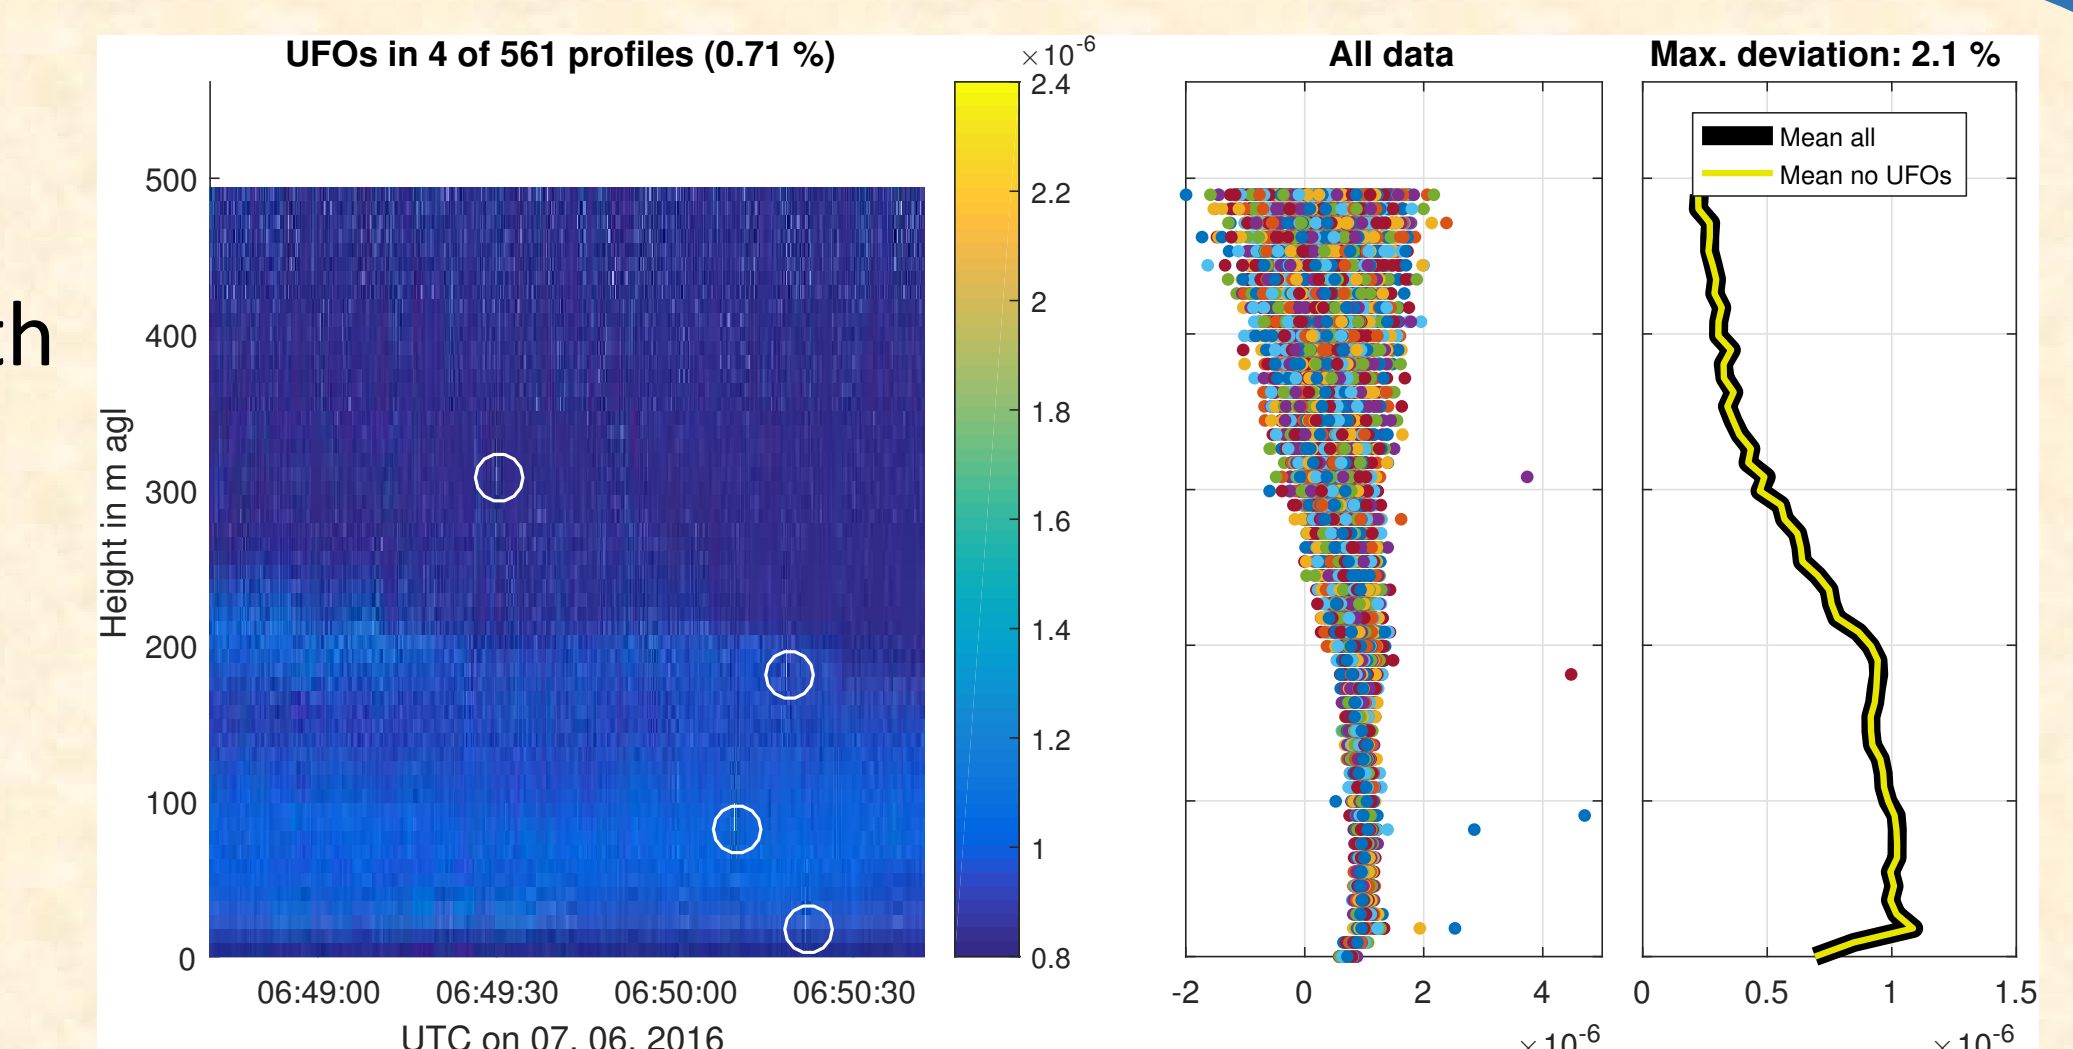 UFOs in 4 of 561 profiles (0.71 %)
×10-6
2.4
2.2
2
1.8
1.6
1.4
1.2
1
0.8
th
Height in m agl
500
400
300
200
100
0
06:49:00 06:49:30 06:50:00 06:50:30
UTC on 07. 06. 2016
All data
-2 0 2 4
×10-6
Max. deviation: 2.1 %
Mean all
Mean no UFOs
0 0.5 1 1.5
×10-6